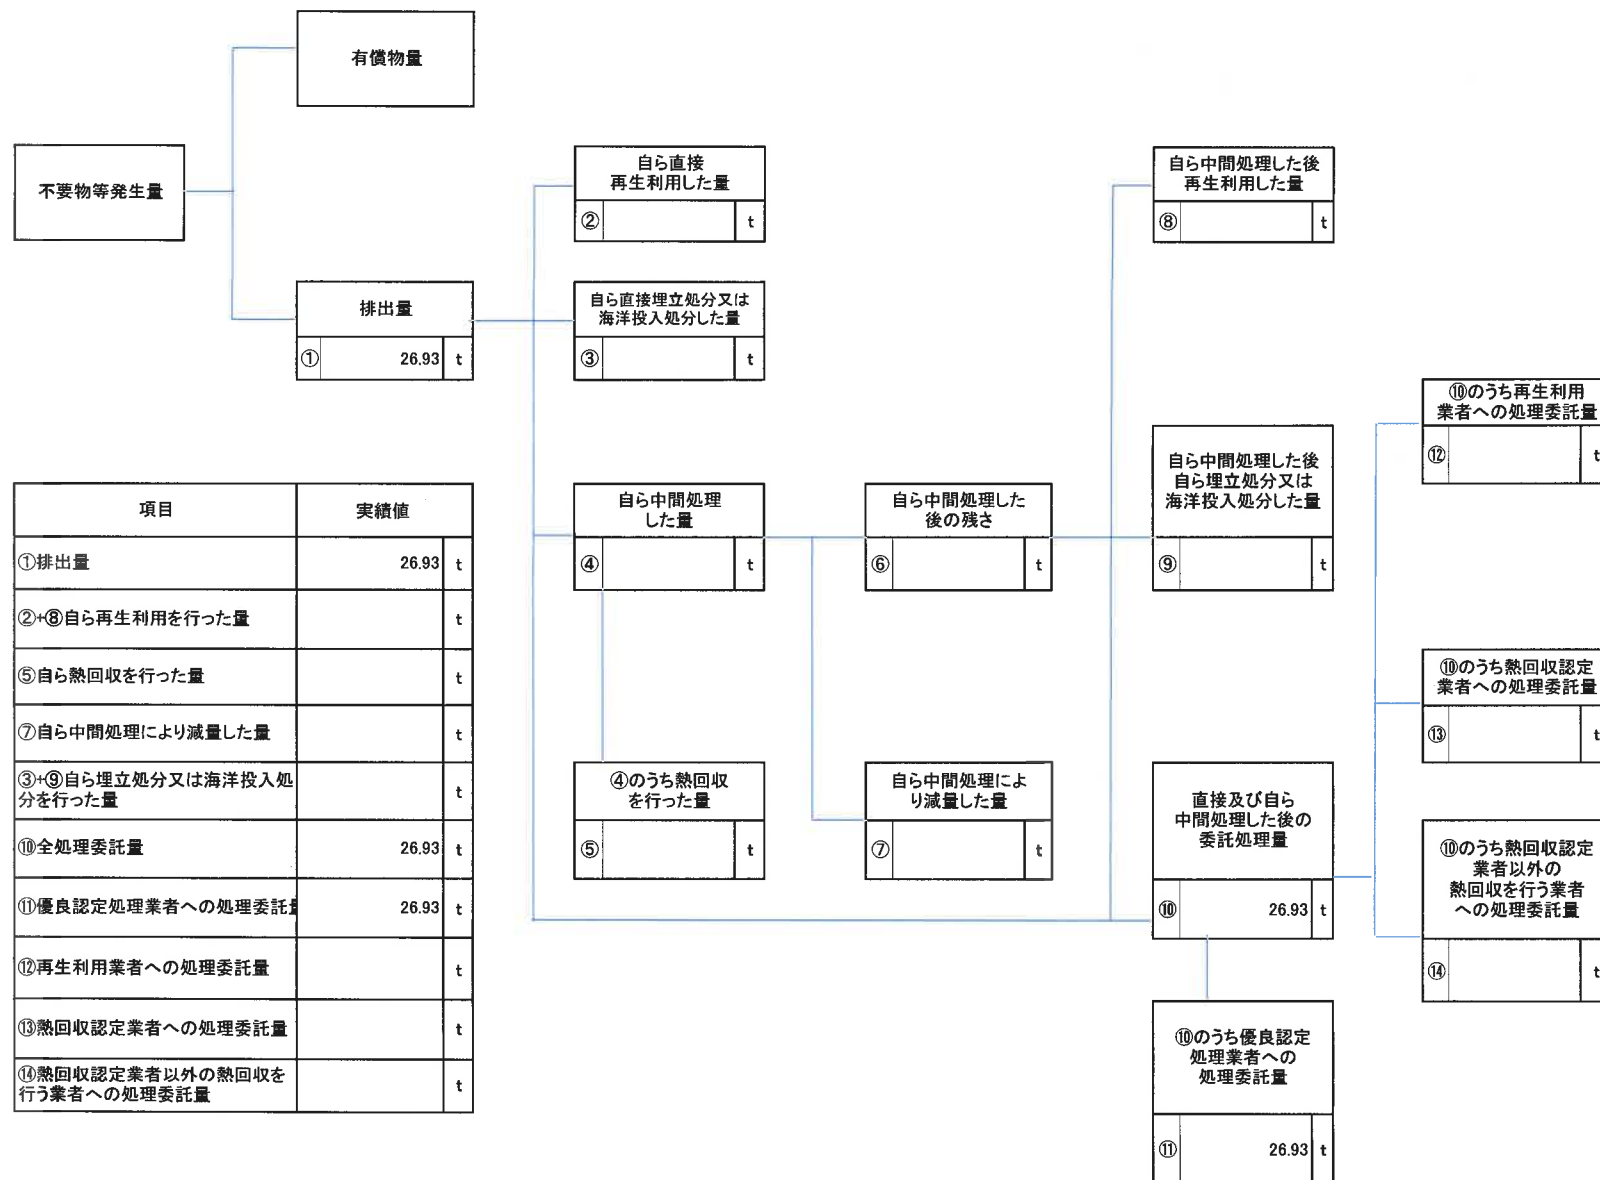 有償物量
不要物等発生量
排出量
① 26.93 t
自ら直接
再生利用した量
② t
自ら直接埋立処分又は
海洋投入処分した量
③ t
自ら中間処理
した量
④ t
④のうち熱回収
を行った量
⑤ t
自ら中間処理した
後の残さ
⑥ t
自ら中間処理によ
り減量した量
⑦ t
自ら中間処理した後
再生利用した量
⑧ t
自ら中間処理した後
自ら埋立処分又は
海洋投入処分した量
⑨ t
直接及び自ら
中間処理した後の
委託処理量
⑩ 26.93 t
⑩のうち優良認定
処理業者への
処理委託量
⑪ 26.93 t
⑩のうち再生利用
業者への処理委託量
⑫ t
⑩のうち熱回収認定
業者への処理委託量
⑬ t
⑩のうち熱回収認定
業者以外の
熱回収を行う業者
への処理委託量
⑭ t
項目 実績値
①排出量 26.93 t
②+⑧自ら再生利用を行った量 t
⑤自ら熱回収を行った量 t
⑦自ら中間処理により減量した量 t
③+⑨自ら埋立処分又は海洋投入処
分を行った量 t
⑩全処理委託量 26.93 t
⑪優良認定処理業者への処理委託量 26.93 t
⑫再生利用業者への処理委託量 t
⑬熱回収認定業者への処理委託量 t
⑭熱回収認定業者以外の熱回収を
行う業者への処理委託量 t